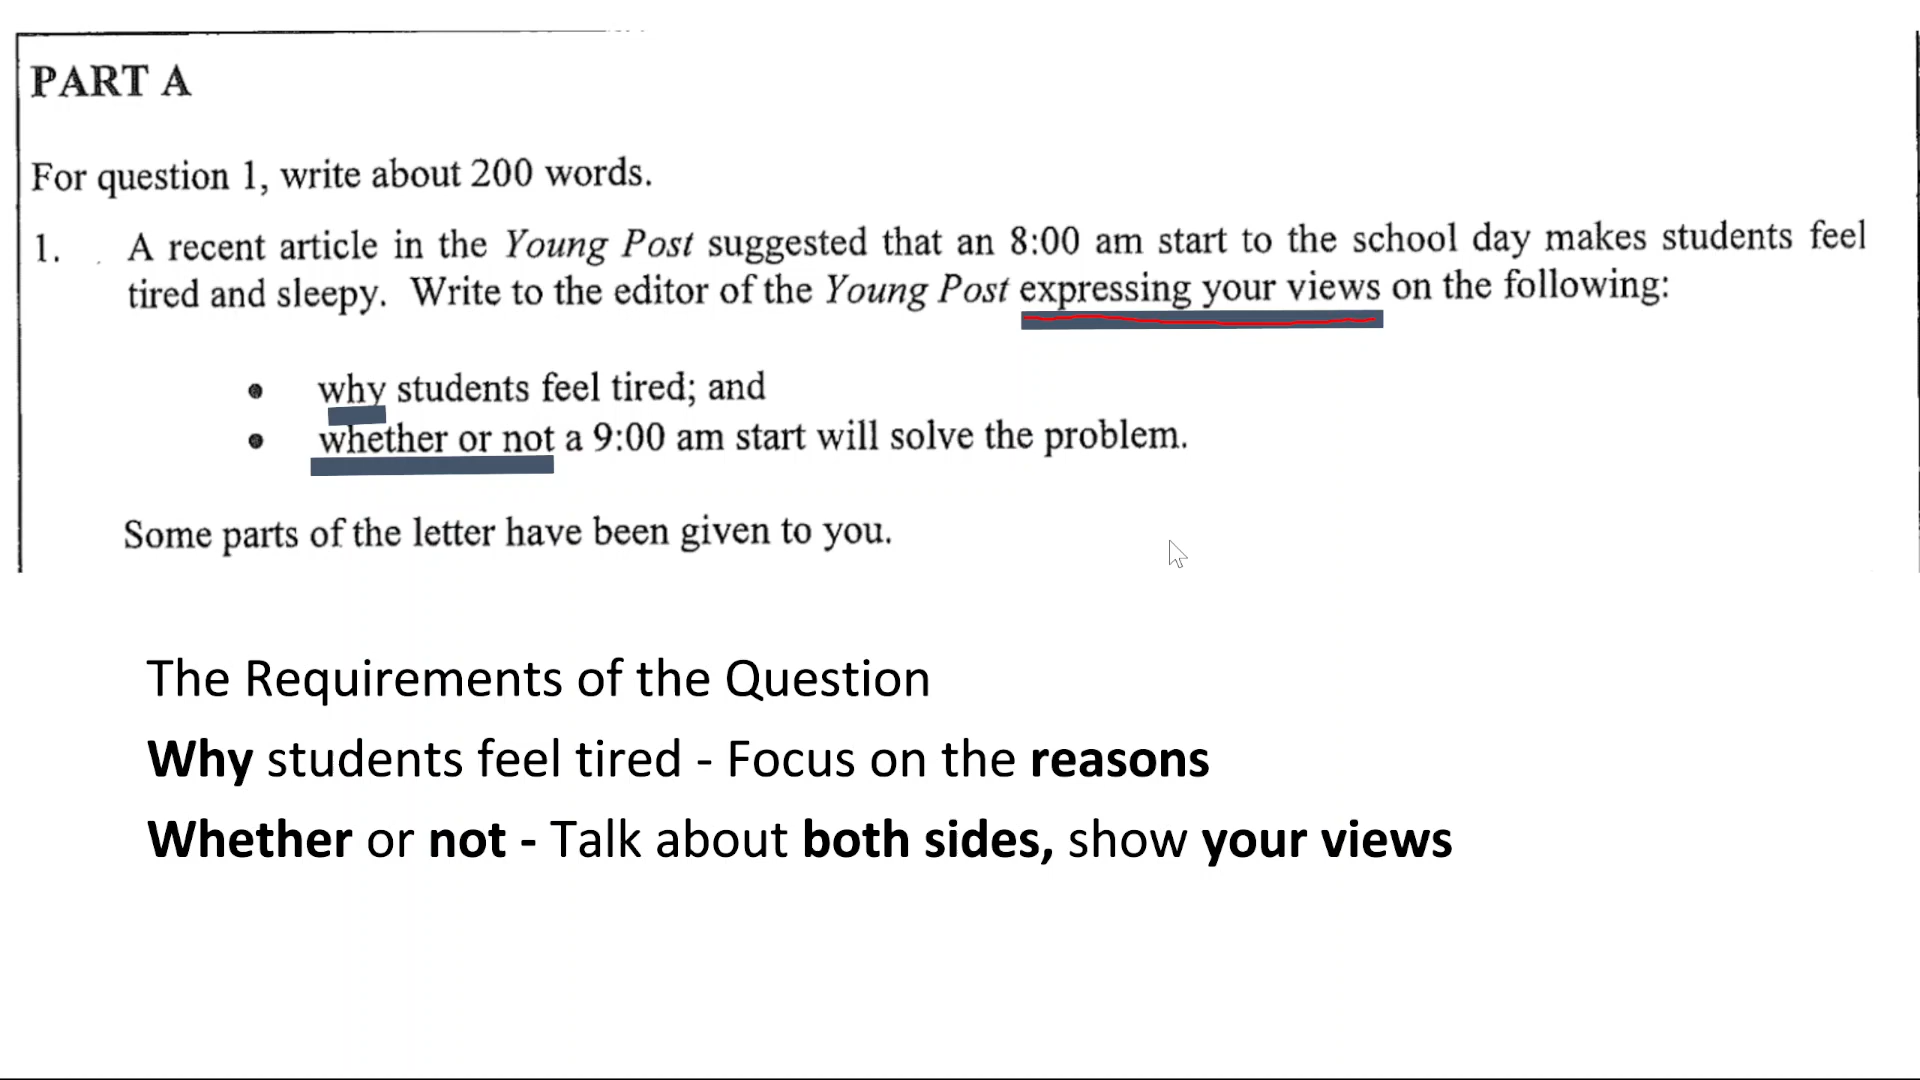 PART A
For question 1, write about 200 words.
1. A recent article in the Young Post suggested that an 8:00 am start to the school day makes students feel
tired and sleepy. Write to the editor of the Young Post expressing your views on the following:
• why students feel tired; and
• whether or not a 9:00 am start will solve the problem.
Some parts of the letter have been given to you.
The Requirements of the Question
Why students feel tired - Focus on the reasons
Whether or not - Talk about both sides, show your views